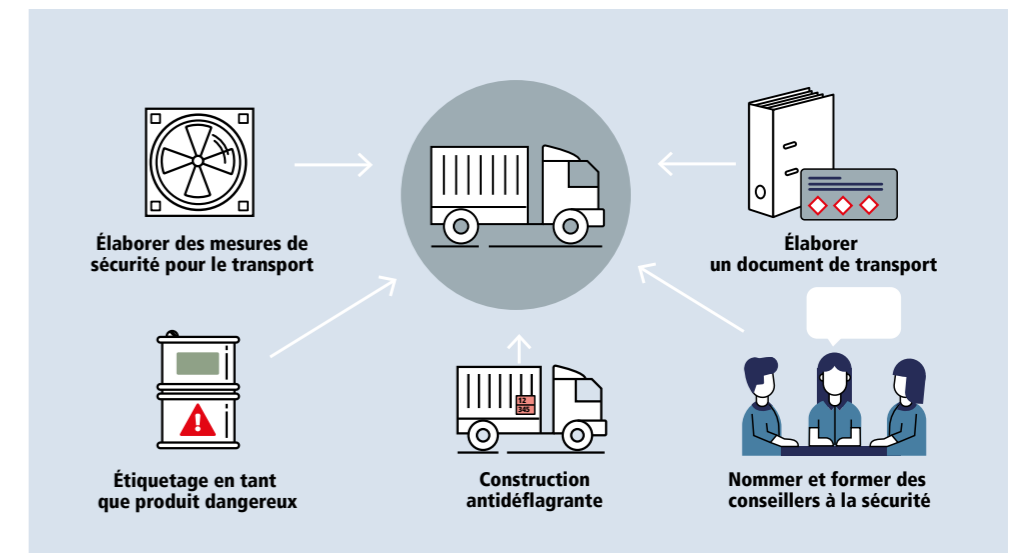 Élaborer des mesures de
sécurité pour le transport
Élaborer
un document de transport
Étiquetage en tant
que produit dangereux
12
345
Construction
antidéflagrante
Nommer et former des
conseillers à la sécurité